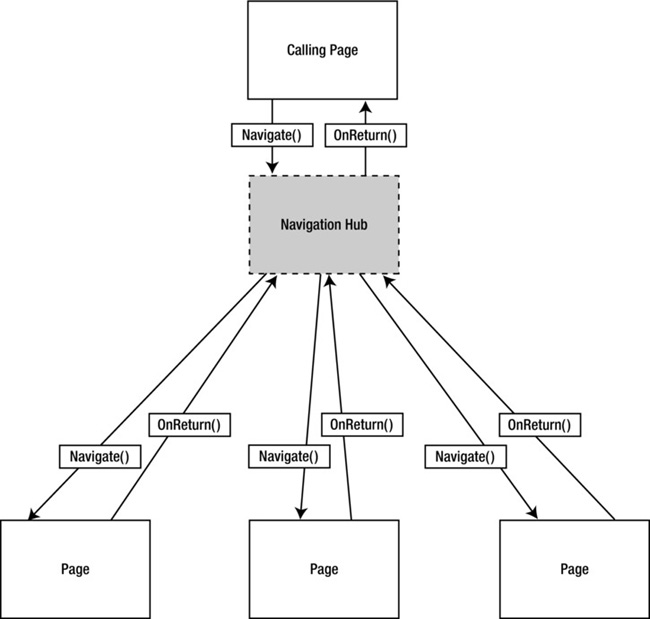 Calling Page
Navigate()
OnReturn()
Navigation Hub
OnReturn()
OnReturn()
OnReturn()
Navigate()
Navigate()
Navigate()
Page
Page
Page